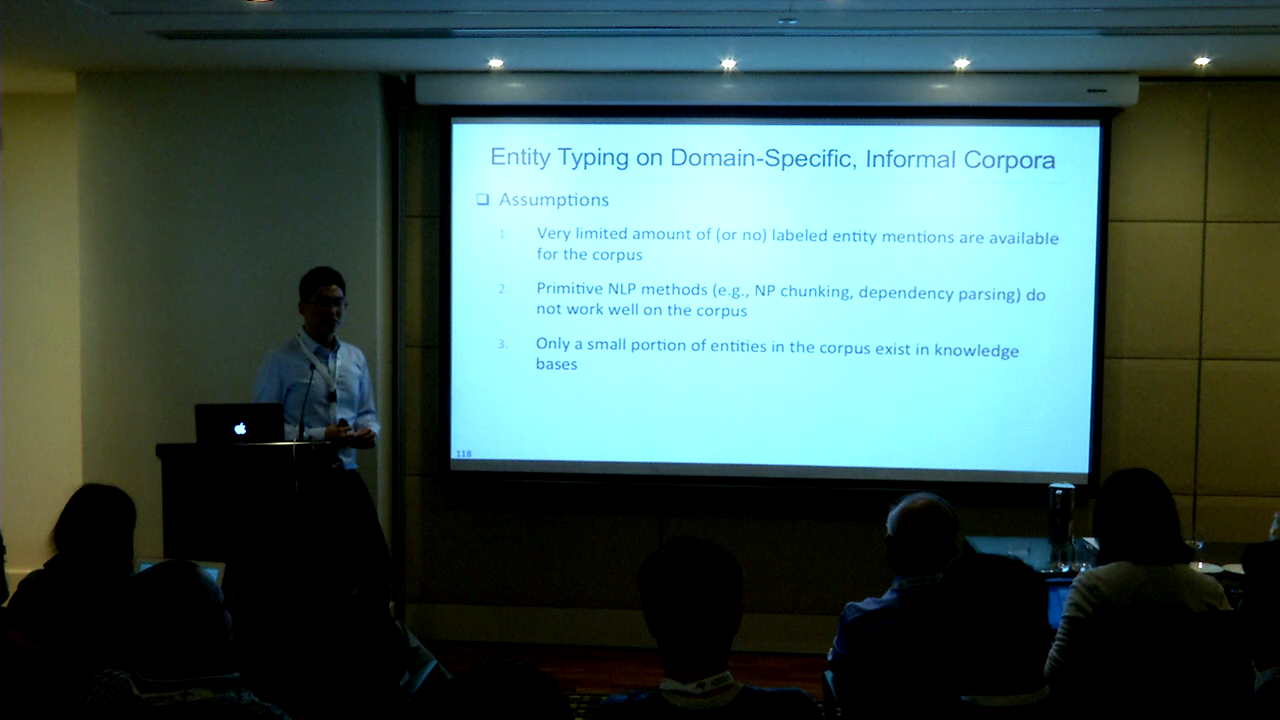 Entity Typing on Domain-Specific, Informal Corpora
Assumptions
1. Very limited amount of (or no) labeled entity mentions are available
for the corpus
2. Primitive NLP methods (e.g., NP chunking, dependency parsing) do
not work well on the corpus
3. Only a small portion of entities in the corpus exist in knowledge
bases
118